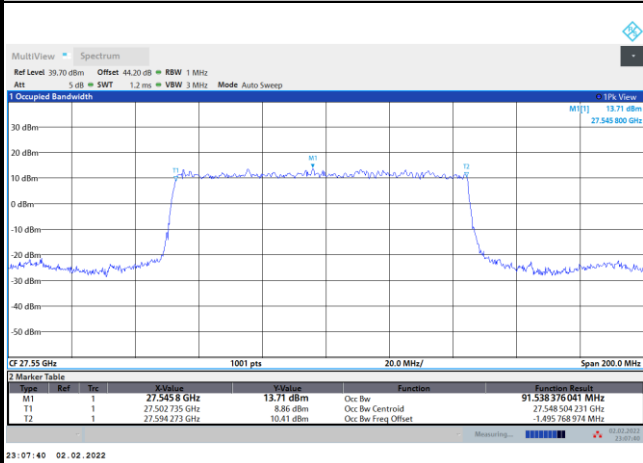 MultiView Spectrum
Ref Level 39.70 dBm Offset 44.20 dB RBW 1 MHz
Att 5 dB SWT 1.2 ms VBW 3 MHz Mode Auto Sweep
1 Occupied Bandwidth 1Pk View
M1[1] 13.71 dBm
27.545 800 GHz
30 dBm
20 dBm
M1
T1 T2
10 dBm
0 dBm
-10 dBm
-20 dBm
-30 dBm
-40 dBm
-50 dBm
CF 27.55 GHz 1001 pts 20.0 MHz/ Span 200.0 MHz
2 Marker Table
Type Ref Trc X-Value Y-Value Function Function Result
M1 1 27.545 8 GHz 13.71 dBm Occ Bw 91.538 376 041 MHz
T1 1 27.502 735 GHz 8.86 dBm Occ Bw Centroid 27.548 504 231 GHz
T2 1 27.594 273 GHz 10.41 dBm Occ Bw Freq Offset -1.495 768 974 MHz
Measuring... 02.02.2022
23:07:40
23:07:40 02.02.2022